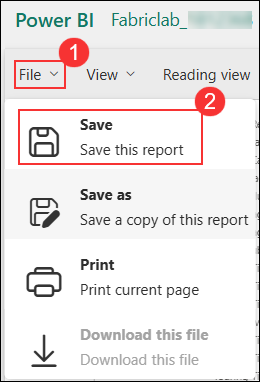 Power BI Fabriclab_
1
File View Reading view
2
Save
Save this report
Save as
Save a copy of this report
Print
Print current page
Download this file
Download this file